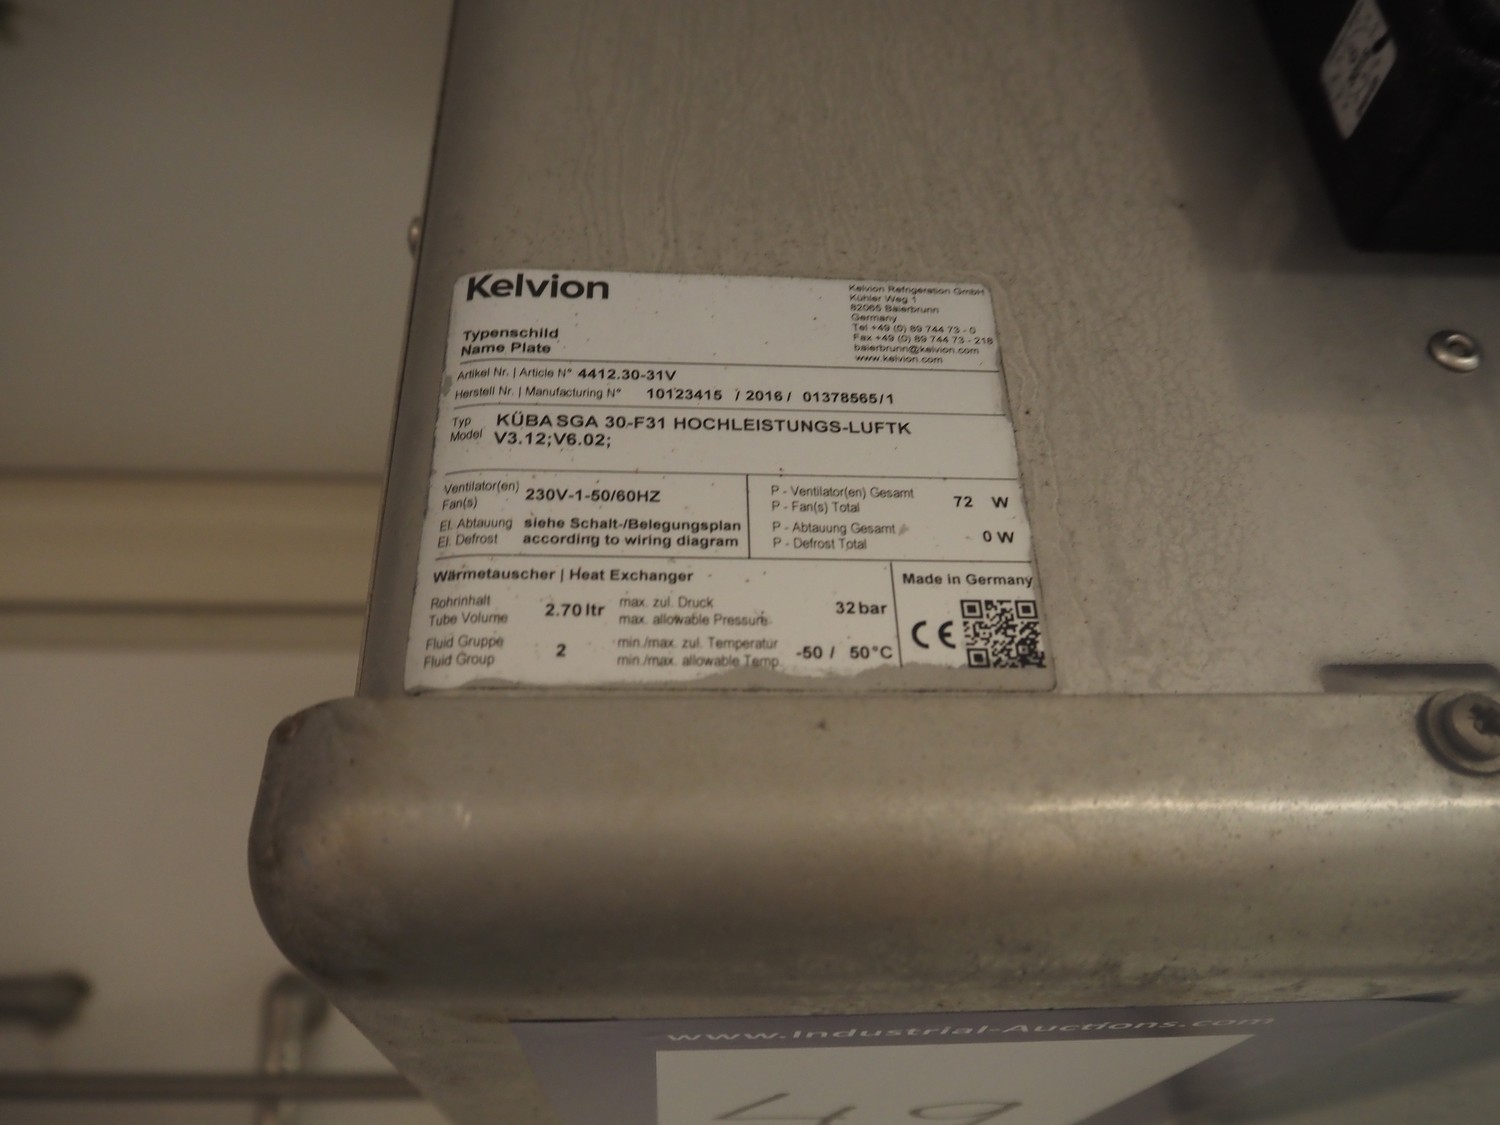 Kelvion
Kelvion Refrigeration GmbH
Kühler Weg 1
82065 Baierbrunn
Germany
Tel +49 (0) 89 744 73 - 0
Fax +49 (0) 89 744 73 - 218
baierbrunn@kelvion.com
www.kelvion.com
Typenschild
Name Plate
Artikel Nr. | Article N° 4412.30-31V
Herstell Nr. | Manufacturing N° 10123415 / 2016 / 01378565/1
Typ KÜBA SGA 30-F31 HOCHLEISTUNGS-LUFTK
Model V3.12;V6.02;
Ventilator(en)
Fan(s)
230V-1-50/60HZ
El. Abtauung siehe Schalt-/Belegungsplan
El. Defrost according to wiring diagram
P - Ventilator(en) Gesamt
P - Fan(s) Total
72 W
P - Abtauung Gesamt
P - Defrost Total
0 W
Wärmetauscher | Heat Exchanger
Rohrinhalt
Tube Volume
2.70 ltr
max. zul. Druck
max. allowable Pressure
32 bar
Fluid Gruppe
Fluid Group
2
min./max. zul. Temperatur
min./max. allowable Temp.
-50 / 50°C
Made in Germany
CE
www.Industrial-Auctions.com